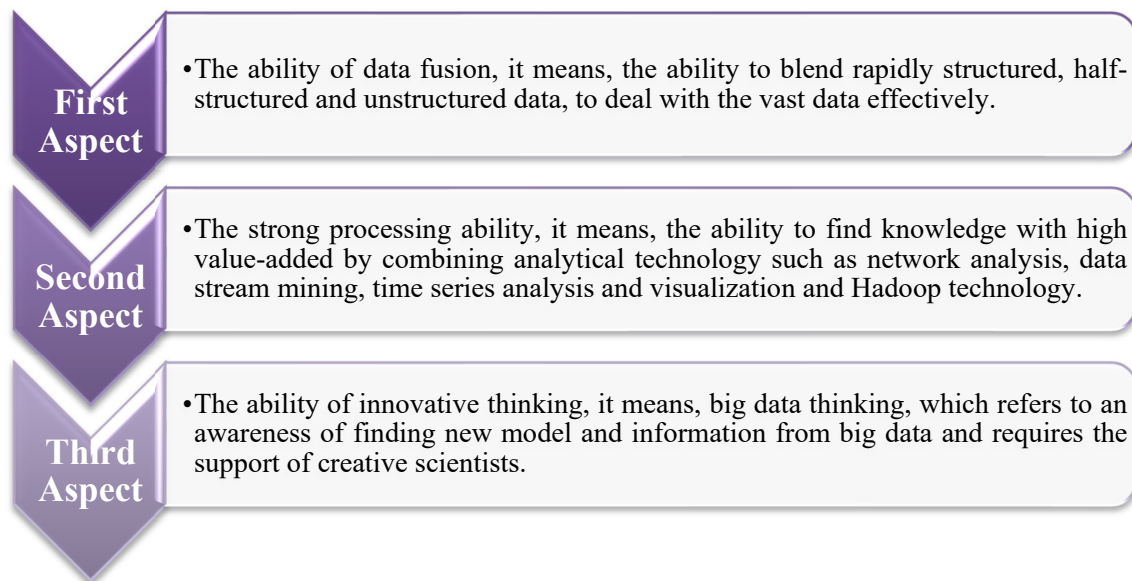 First
Aspect
•The ability of data fusion, it means, the ability to blend rapidly structured, half-
structured and unstructured data, to deal with the vast data effectively.
Second
Aspect
•The strong processing ability, it means, the ability to find knowledge with high
value-added by combining analytical technology such as network analysis, data
stream mining, time series analysis and visualization and Hadoop technology.
Third
Aspect
•The ability of innovative thinking, it means, big data thinking, which refers to an
awareness of finding new model and information from big data and requires the
support of creative scientists.